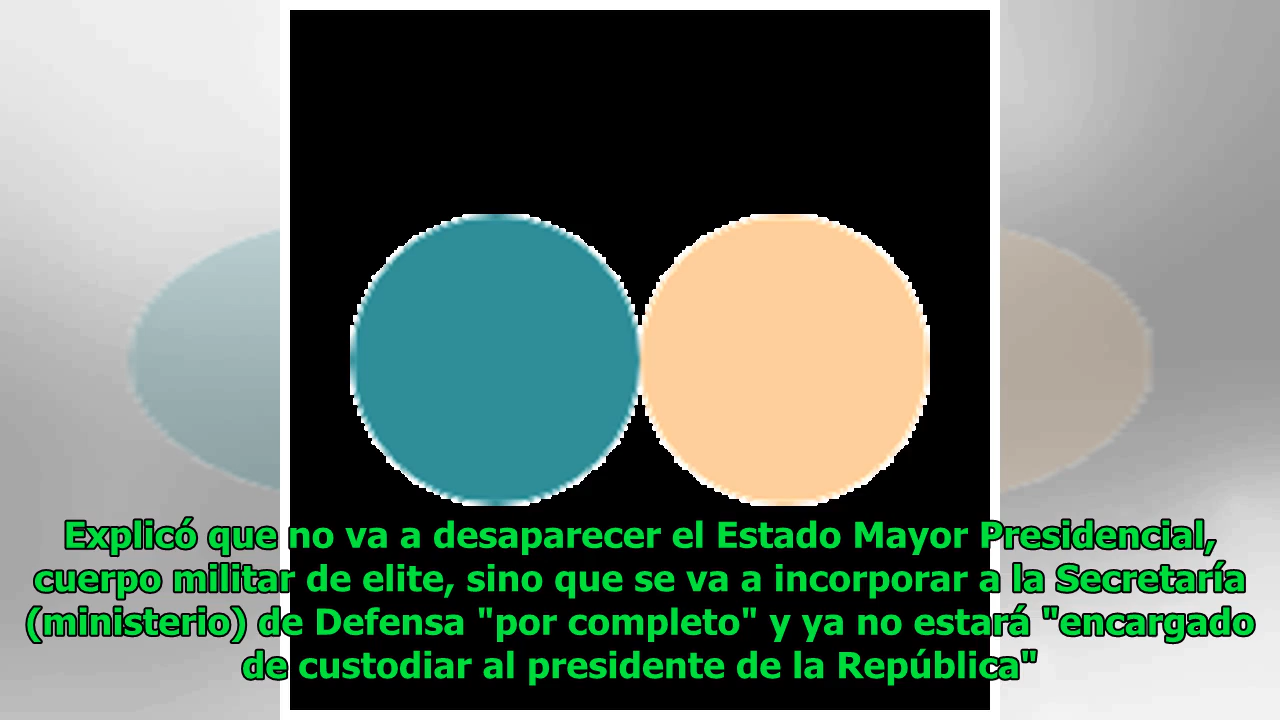 Explicó que no va a desaparecer el Estado Mayor Presidencial,
cuerpo militar de elite, sino que se va a incorporar a la Secretaría
(ministerio) de Defensa "por completo" y ya no estará "encargado
de custodiar al presidente de la República"